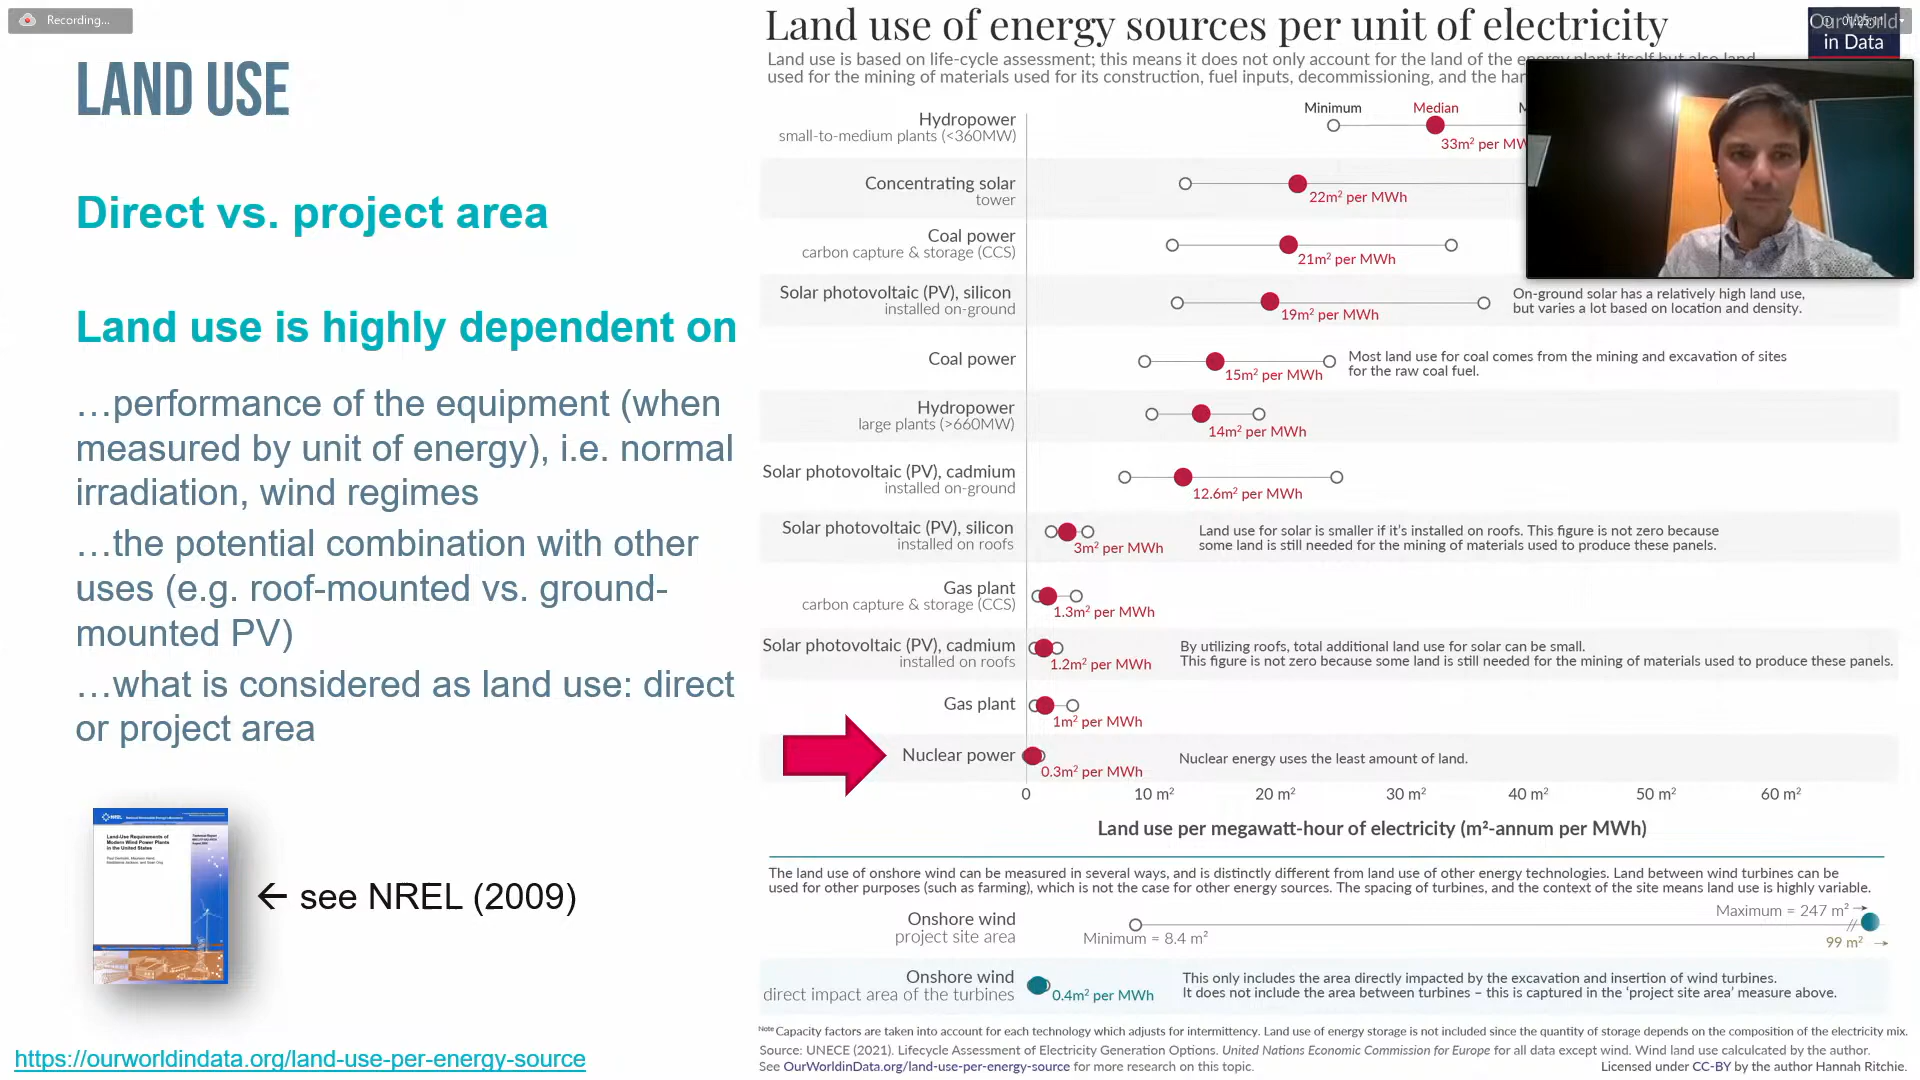 Recording...
LAND USE
Direct vs. project area
Land use is highly dependent on
…performance of the equipment (when
measured by unit of energy), i.e. normal
irradiation, wind regimes
…the potential combination with other
uses (e.g. roof-mounted vs. ground-
mounted PV)
…what is considered as land use: direct
or project area
NREL
Land-Use Requirements of
Modern Wind Power Plants
in the United States
← see NREL (2009)
https://ourworldindata.org/land-use-per-energy-source
Land use of energy sources per unit of electricity
Our World
in Data
Land use is based on life-cycle assessment; this means it does not only account for the land of the energy plant itself but also land
used for the mining of materials used for its construction, fuel inputs, decommissioning, and the
Minimum
Median
Hydropower
small-to-medium plants (<360MW)
33m² per
Concentrating solar
tower
22m² per MWh
Coal power
carbon capture & storage (CCS)
21m² per MWh
Solar photovoltaic (PV), silicon
installed on-ground
19m² per MWh
On-ground solar has a relatively high land use,
but varies a lot based on location and density.
Coal power
15m² per MWh
Most land use for coal comes from the mining and excavation of sites
for the raw coal fuel.
Hydropower
large plants (>660MW)
14m² per MWh
Solar photovoltaic (PV), cadmium
installed on-ground
12.6m² per MWh
Solar photovoltaic (PV), silicon
installed on roofs
3m² per MWh
Land use for solar is smaller if it's installed on roofs. This figure is not zero because
some land is still needed for the mining of materials used to produce these panels.
Gas plant
carbon capture & storage (CCS)
1.3m² per MWh
Solar photovoltaic (PV), cadmium
installed on roofs
1.2m² per MWh
By utilizing roofs, total additional land use for solar can be small.
This figure is not zero because some land is still needed for the mining of materials used to produce these panels.
Gas plant
1m² per MWh
Nuclear power
0.3m² per MWh
Nuclear energy uses the least amount of land.
0 10 m² 20 m² 30 m² 40 m² 50 m² 60 m²
Land use per megawatt-hour of electricity (m²-annum per MWh)
The land use of onshore wind can be measured in several ways, and is distinctly different from land use of other energy technologies. Land between wind turbines can be
used for other purposes (such as farming), which is not the case for other energy sources. The spacing of turbines, and the context of the site means land use is highly variable.
Onshore wind
project site area
Minimum = 8.4 m²
Maximum = 247 m² →
99 m² →
Onshore wind
direct impact area of the turbines
0.4m² per MWh
This only includes the area directly impacted by the excavation and insertion of wind turbines.
It does not include the area between turbines – this is captured in the 'project site area' measure above.
Note Capacity factors are taken into account for each technology which adjusts for intermittency. Land use of energy storage is not included since the quantity of storage depends on the composition of the electricity mix.
Source: UNECE (2021). Lifecycle Assessment of Electricity Generation Options. United Nations Economic Commission for Europe for all data except wind. Wind land use calculcated by the author.
See OurWorldinData.org/land-use-per-energy-source for more research on this topic.
Licensed under CC-BY by the author Hannah Ritchie.